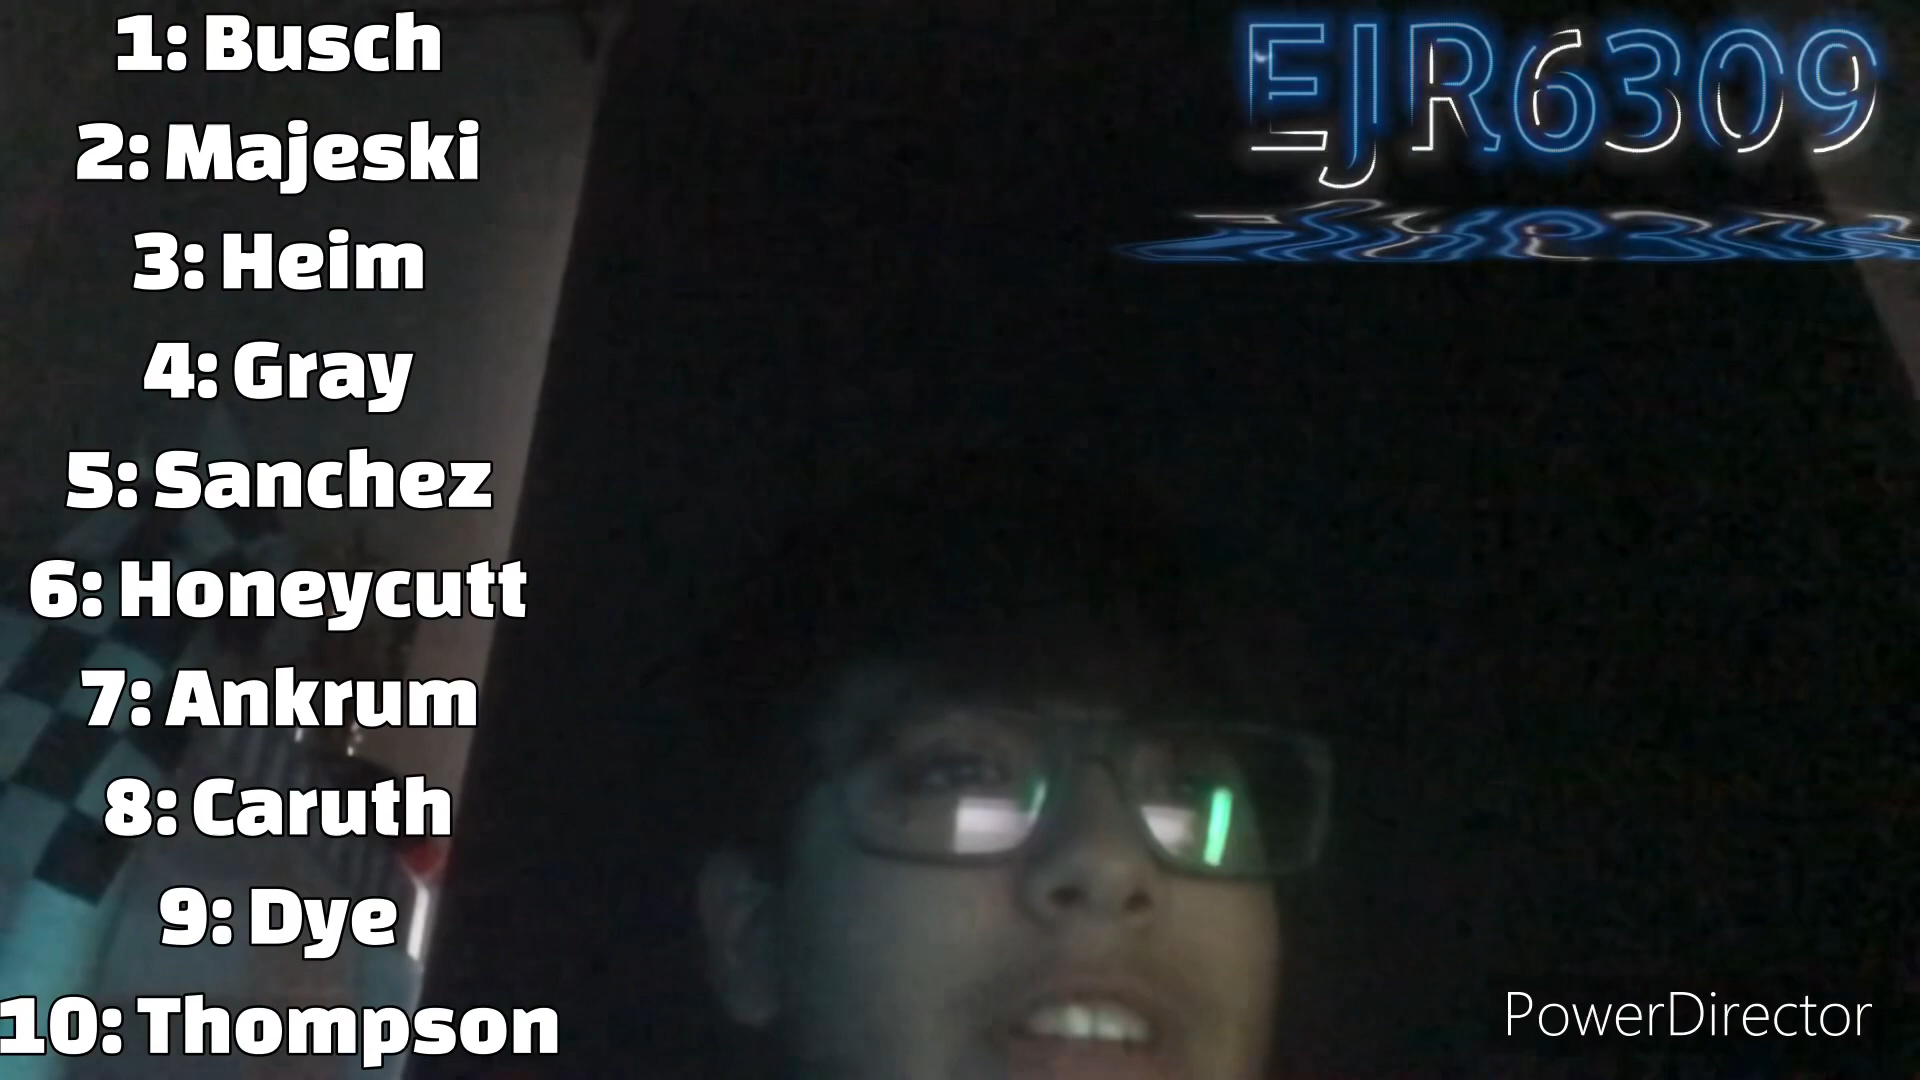 1: Busch
2: Majeski
3: Heim
4: Gray
5: Sanchez
6: Honeycutt
7: Ankrum
8: Caruth
9: Dye
10: Thompson
EJR6309
PowerDirector